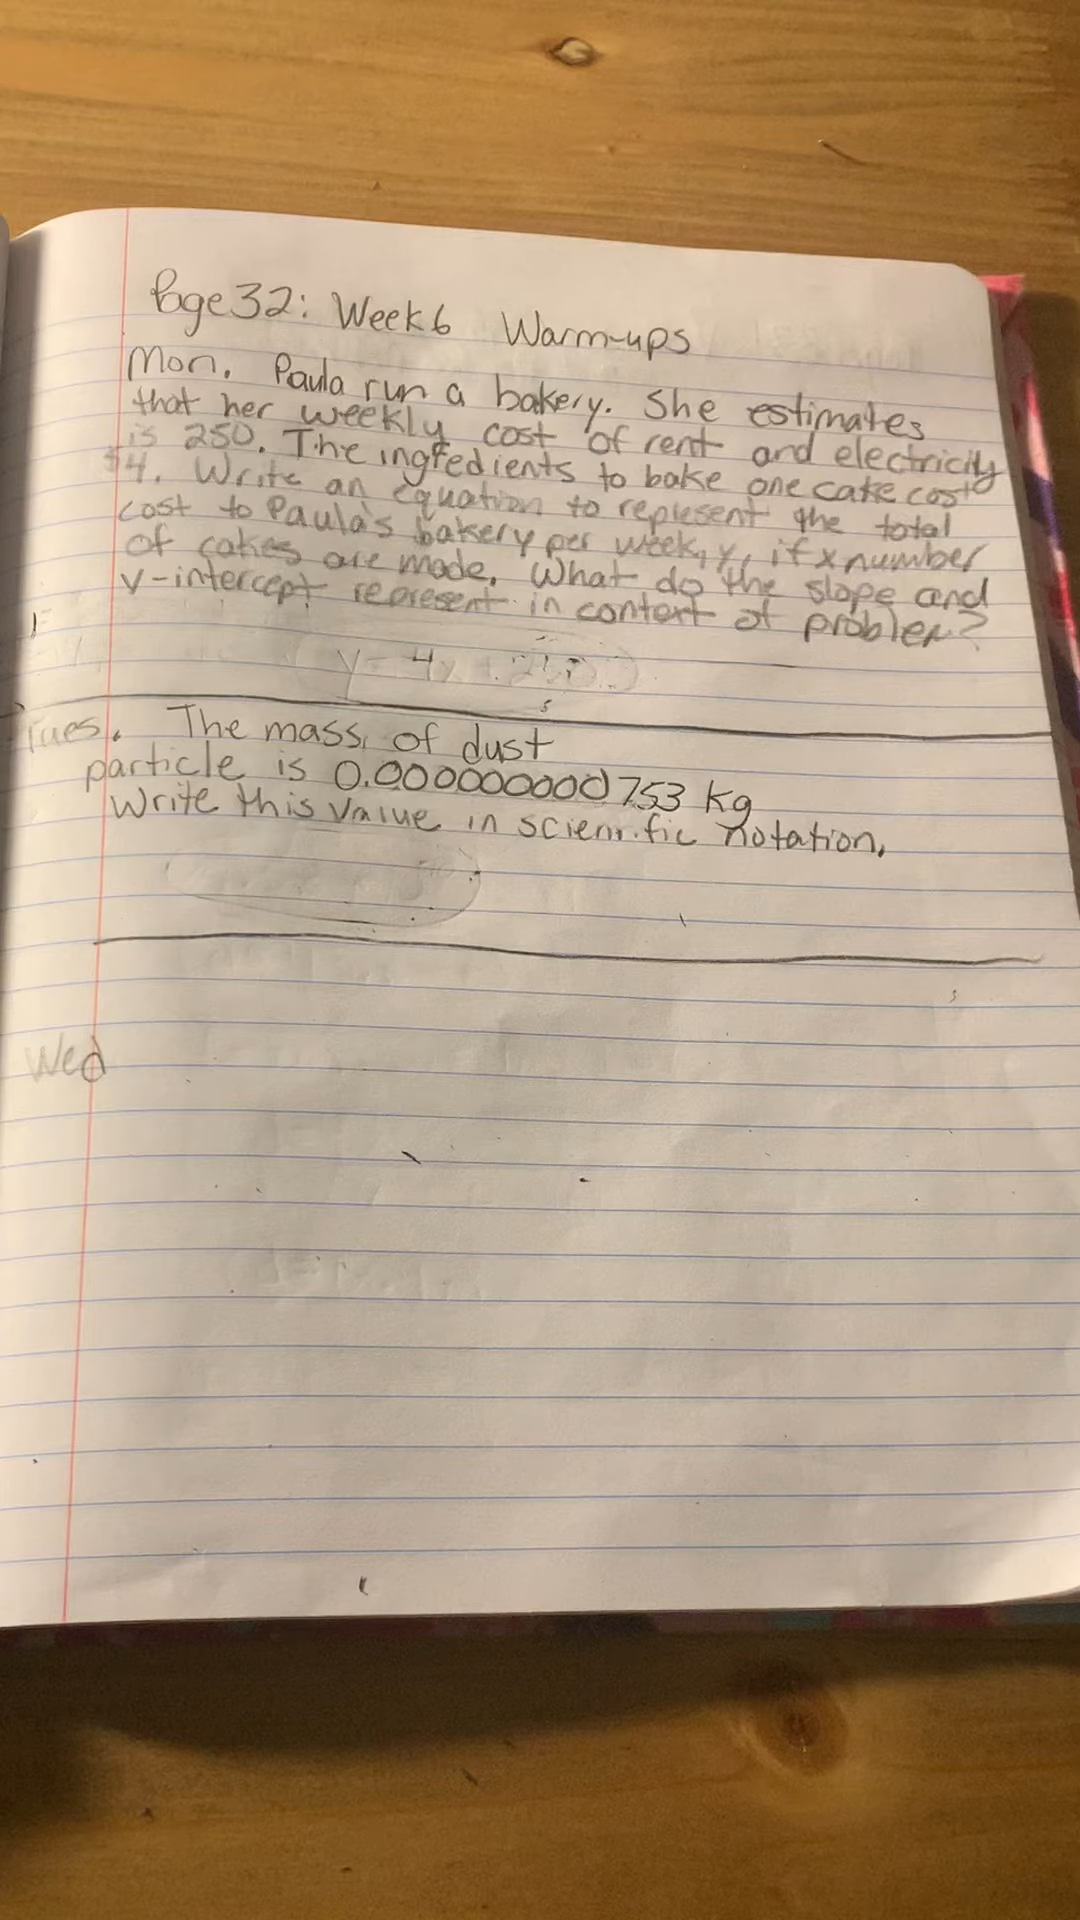 Page 32: Week 6 Warm-ups
Mon. Paula run a bakery. She estimates
that her weekly cost of rent and electricity
is 250. The ingredients to bake one cake cost
$4. Write an equation to represent the total
cost to Paula's bakery per week, y, if x number
of cakes are made. What do the slope and
y-intercept represent in context of problem?
y = 4x + 250
Tues. The mass of dust
particle is 0.000000000753 kg
Write this value in scientific notation.
Wed